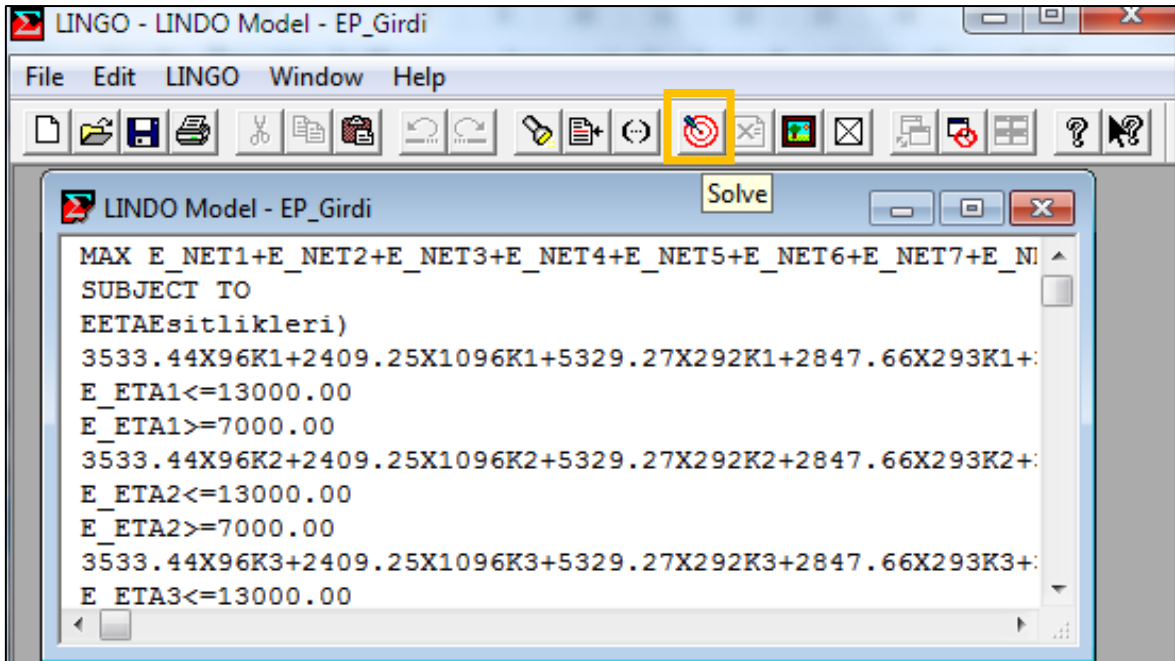 LINGO - LINDO Model - EP_Girdi
File Edit LINGO Window Help
Solve
LINDO Model - EP_Girdi
MAX E_NET1+E_NET2+E_NET3+E_NET4+E_NET5+E_NET6+E_NET7+E_N
SUBJECT TO
EETAEsitlikleri)
3533.44X96K1+2409.25X1096K1+5329.27X292K1+2847.66X293K1+
E_ETA1<=13000.00
E_ETA1>=7000.00
3533.44X96K2+2409.25X1096K2+5329.27X292K2+2847.66X293K2+
E_ETA2<=13000.00
E_ETA2>=7000.00
3533.44X96K3+2409.25X1096K3+5329.27X292K3+2847.66X293K3+
E_ETA3<=13000.00